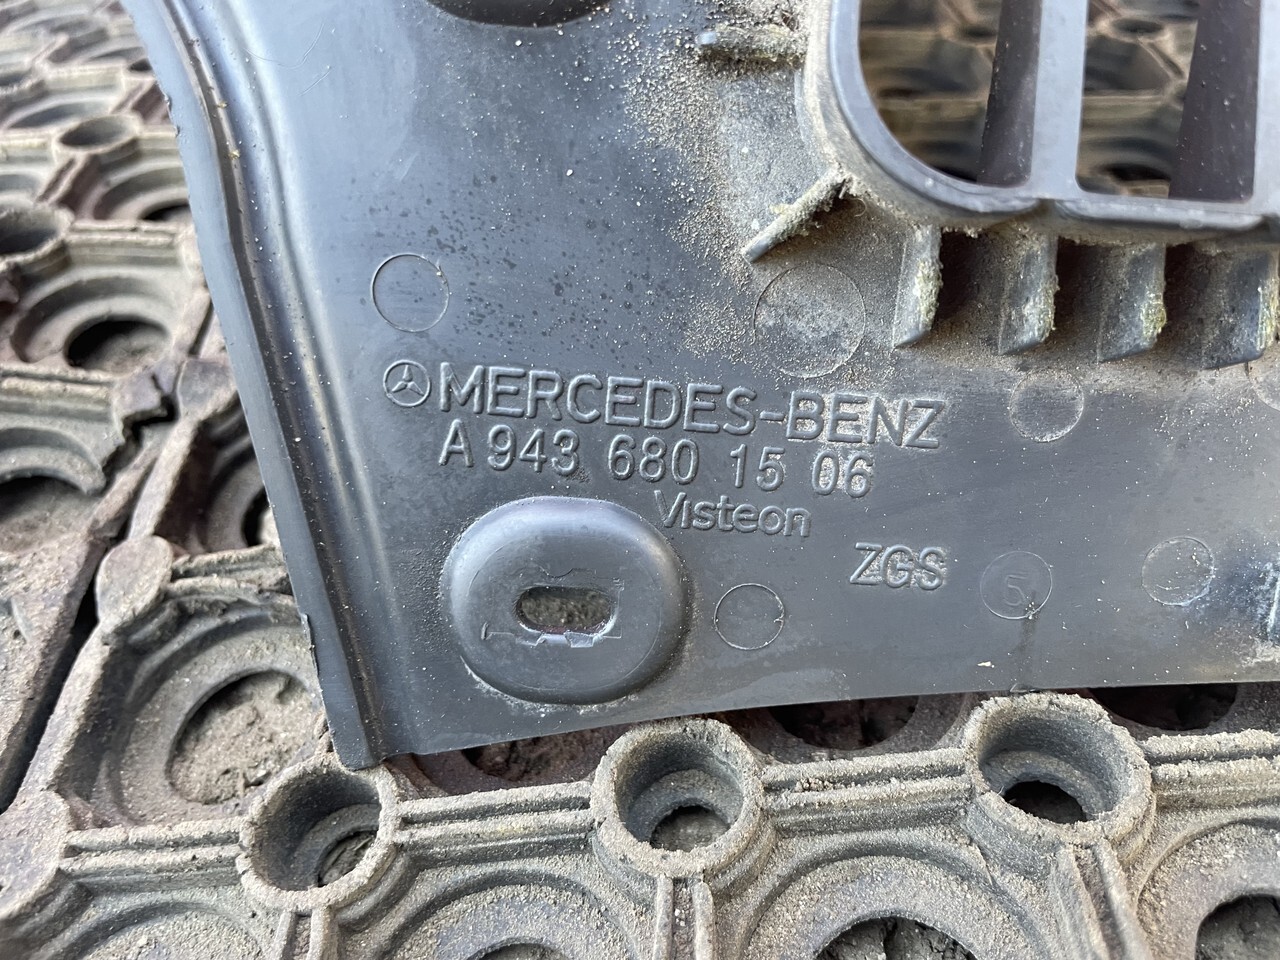 MERCEDES-BENZ
A 943 680 15 06
Visteon
ZGS
5